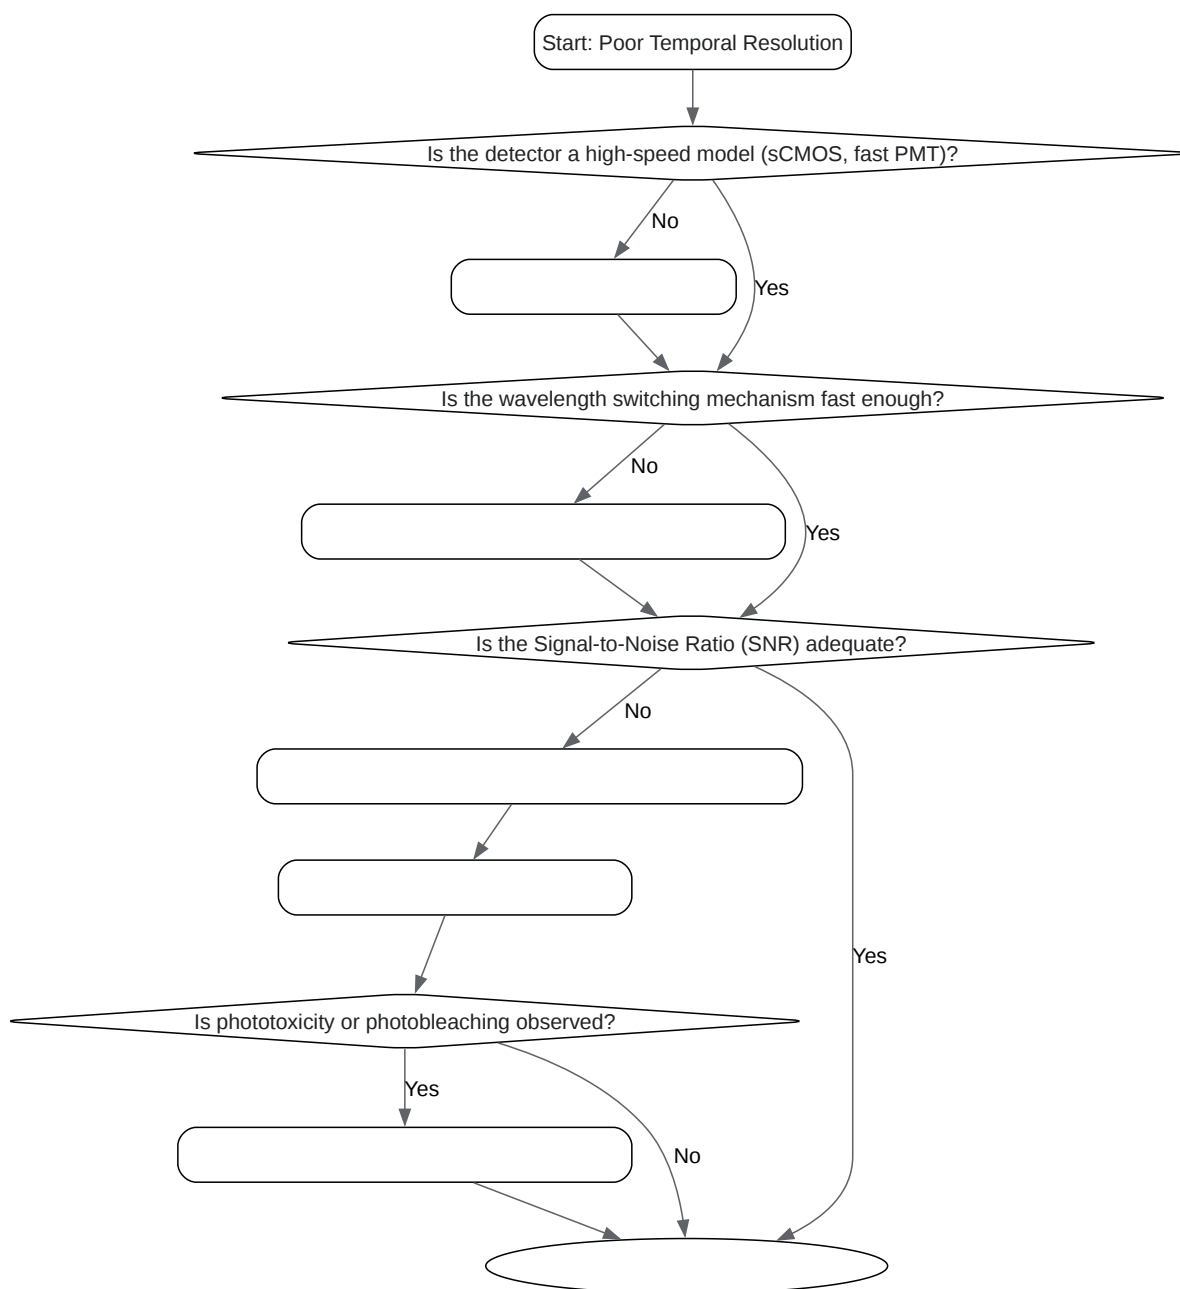 Start: Poor Temporal Resolution
Is the detector a high-speed model (sCMOS, fast PMT)?
No
Yes
Is the wavelength switching mechanism fast enough?
No
Yes
Is the Signal-to-Noise Ratio (SNR) adequate?
No
Yes
Is phototoxicity or photobleaching observed?
Yes
No